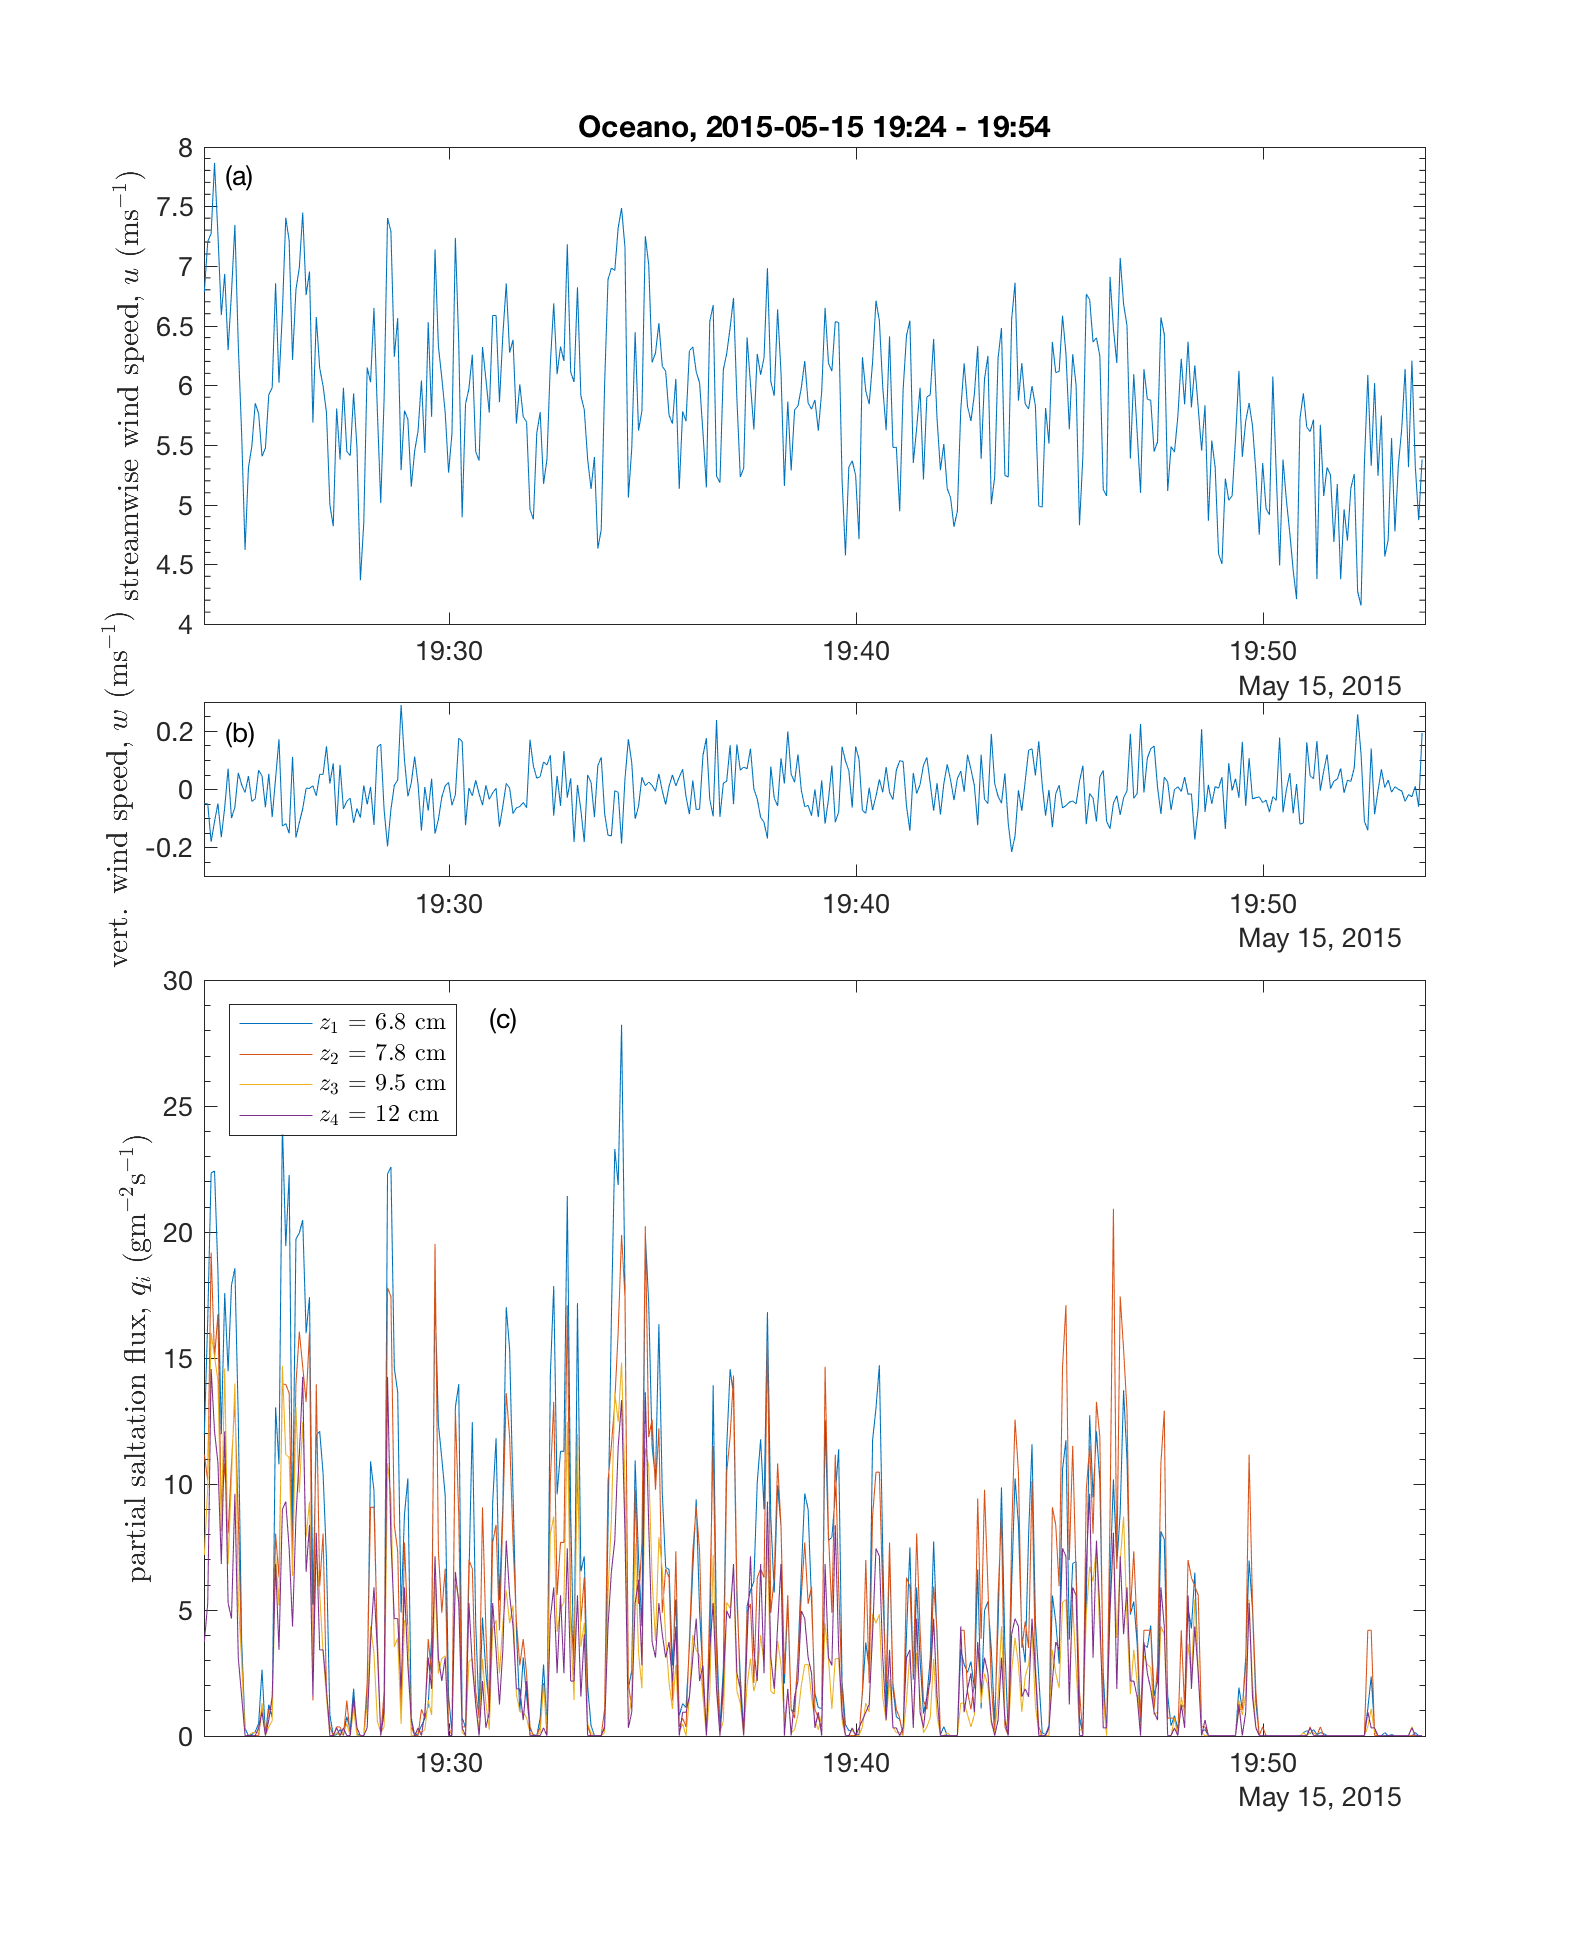 Oceano, 2015-05-15 19:24 - 19:54
(a)
streamwise wind speed, u (ms⁻¹)
8
7.5
7
6.5
6
5.5
5
4.5
4
19:30 19:40 19:50
May 15, 2015
(b)
vert. wind speed, w (ms⁻¹)
0.2
0
-0.2
19:30 19:40 19:50
May 15, 2015
(c)
partial saltation flux, qᵢ (gm⁻²s⁻¹)
30
25
20
15
10
5
0
z₁ = 6.8 cm
z₂ = 7.8 cm
z₃ = 9.5 cm
z₄ = 12 cm
19:30 19:40 19:50
May 15, 2015